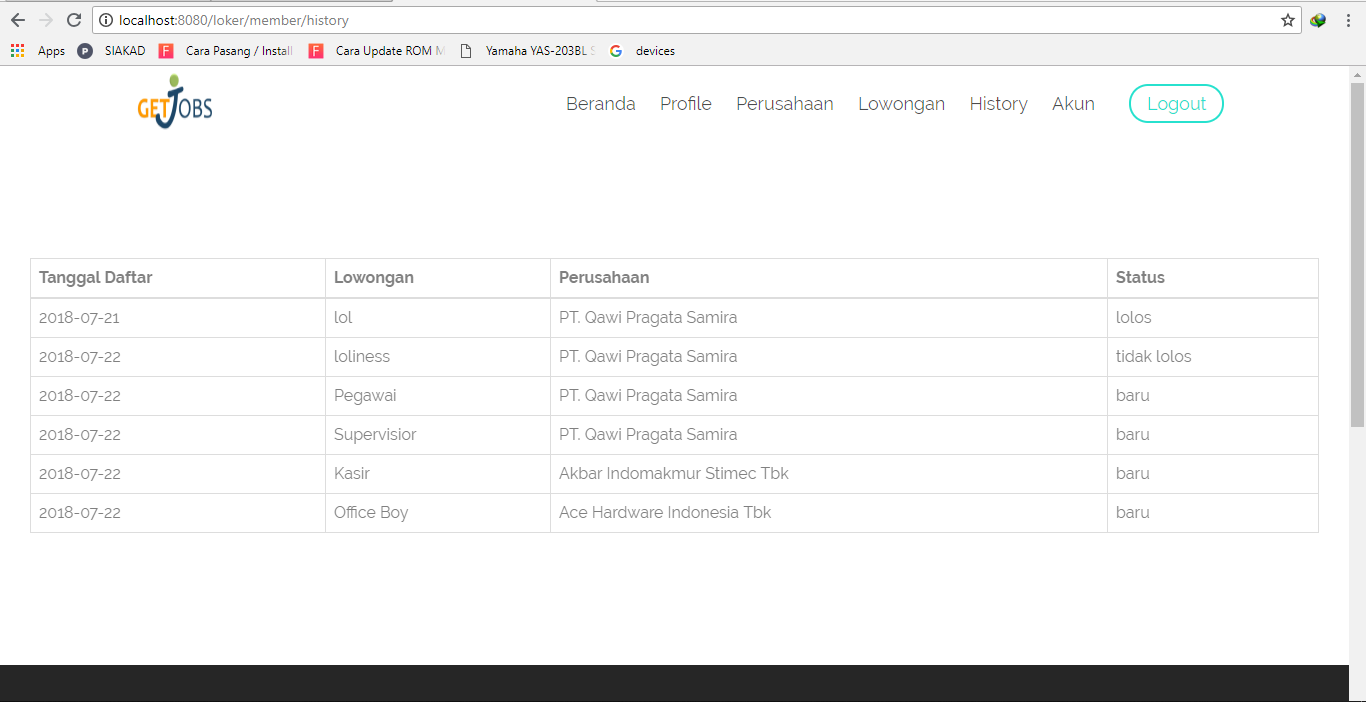 localhost:8080/loker/member/history
Apps SIAKAD Cara Pasang / Install Cara Update ROM M Yamaha YAS-203BL S devices
GETJOBS Beranda Profile Perusahaan Lowongan History Akun Logout
Tanggal Daftar Lowongan Perusahaan Status
2018-07-21 lol PT. Qawi Pragata Samira lolos
2018-07-22 loliness PT. Qawi Pragata Samira tidak lolos
2018-07-22 Pegawai PT. Qawi Pragata Samira baru
2018-07-22 Supervisior PT. Qawi Pragata Samira baru
2018-07-22 Kasir Akbar Indomakmur Stimec Tbk baru
2018-07-22 Office Boy Ace Hardware Indonesia Tbk baru